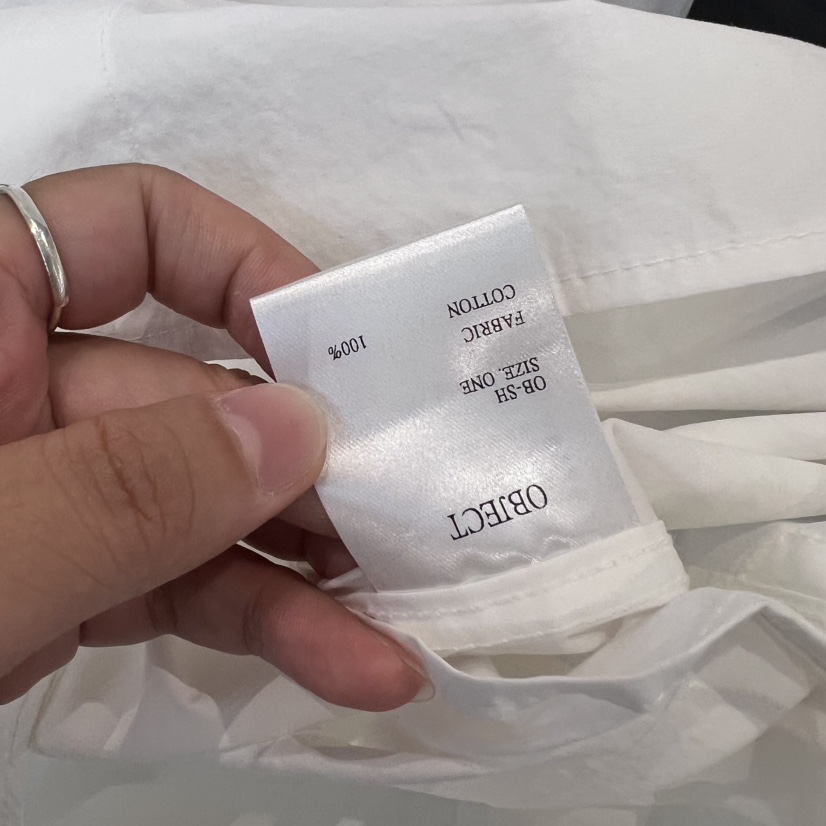 OBJECT
OB-SH
SIZE. ONE
FABRIC
COTTON 100%